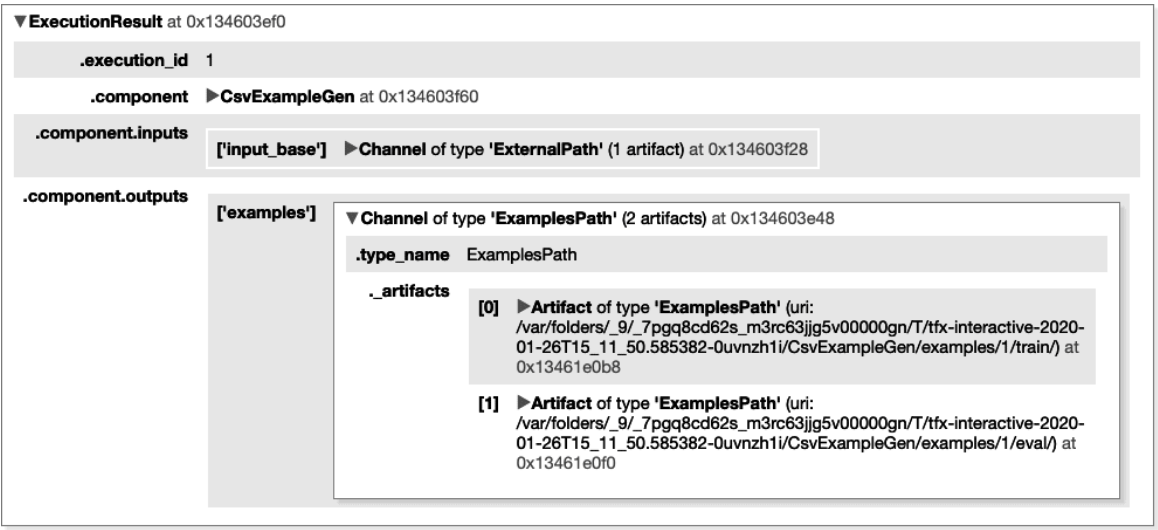 ▼ExecutionResult at 0x134603ef0
.execution_id 1
.component ▶CsvExampleGen at 0x134603f60
.component.inputs
['input_base'] ▶Channel of type 'ExternalPath' (1 artifact) at 0x134603f28
.component.outputs
['examples'] ▼Channel of type 'ExamplesPath' (2 artifacts) at 0x134603e48
.type_name ExamplesPath
._artifacts
[0] ▶Artifact of type 'ExamplesPath' (uri:
/var/folders/_9/_7pgq8cd62s_m3rc63jjg5v00000gn/T/tfx-interactive-2020-
01-26T15_11_50.585382-0uvnzh1i/CsvExampleGen/examples/1/train/) at
0x13461e0b8
[1] ▶Artifact of type 'ExamplesPath' (uri:
/var/folders/_9/_7pgq8cd62s_m3rc63jjg5v00000gn/T/tfx-interactive-2020-
01-26T15_11_50.585382-0uvnzh1i/CsvExampleGen/examples/1/eval/) at
0x13461e0f0